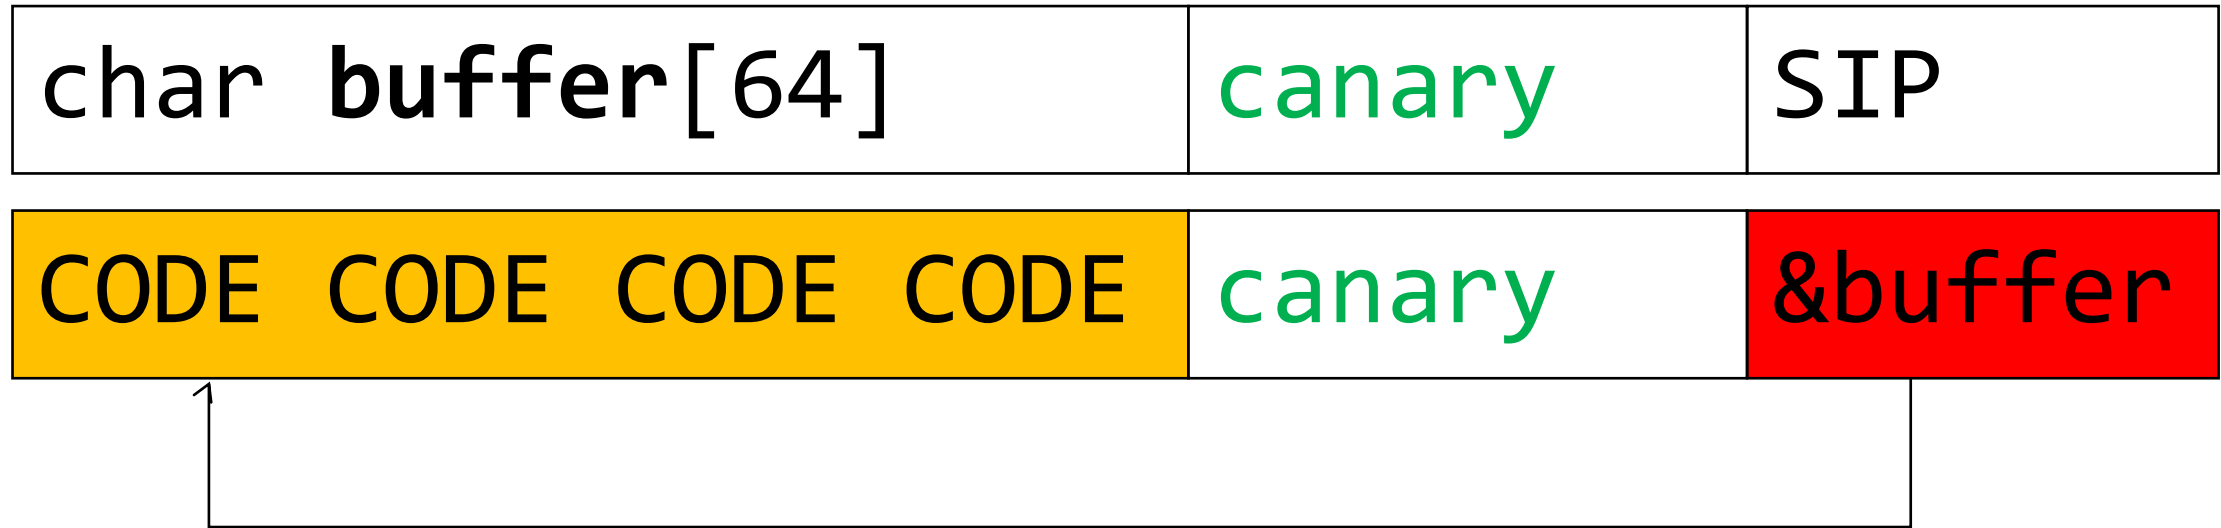 char buffer[64] canary SIP
CODE CODE CODE CODE canary &buffer